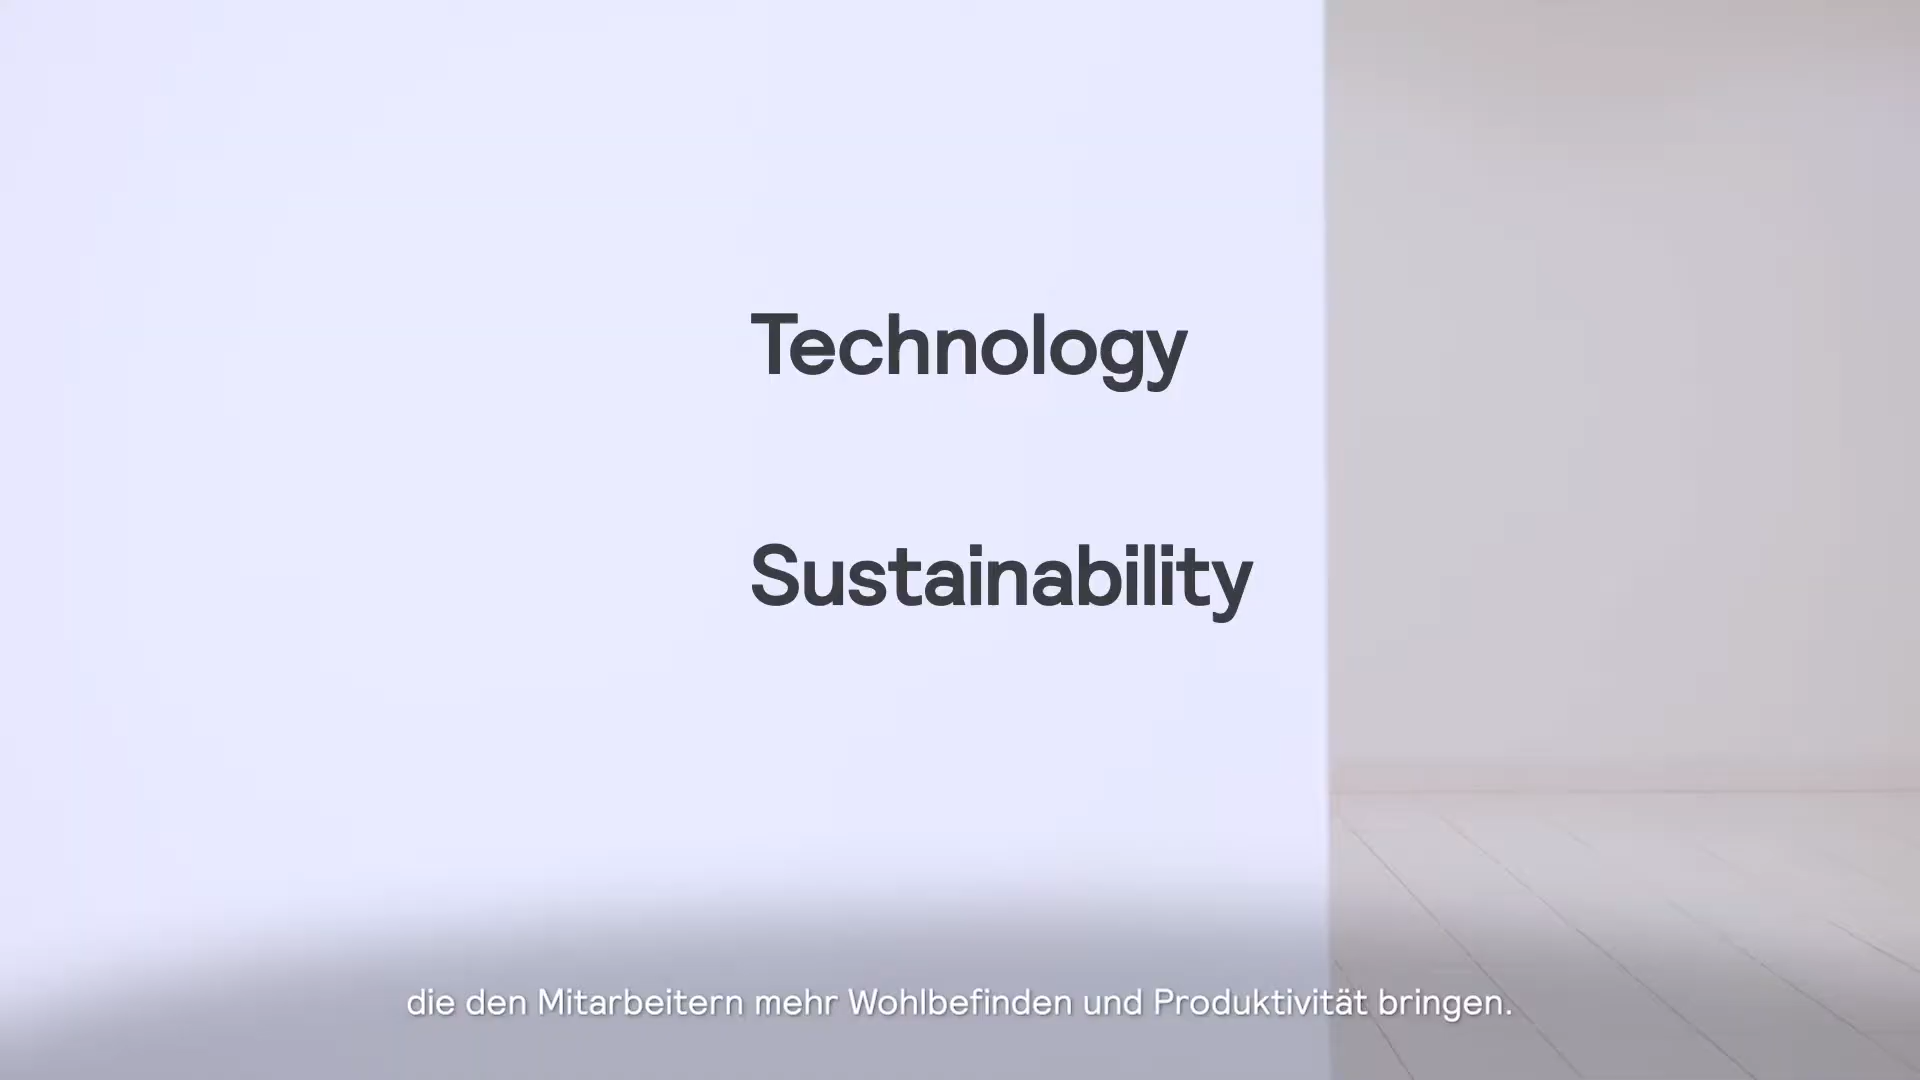 Technology
Sustainability
die den Mitarbeitern mehr Wohlbefinden und Produktivität bringen.